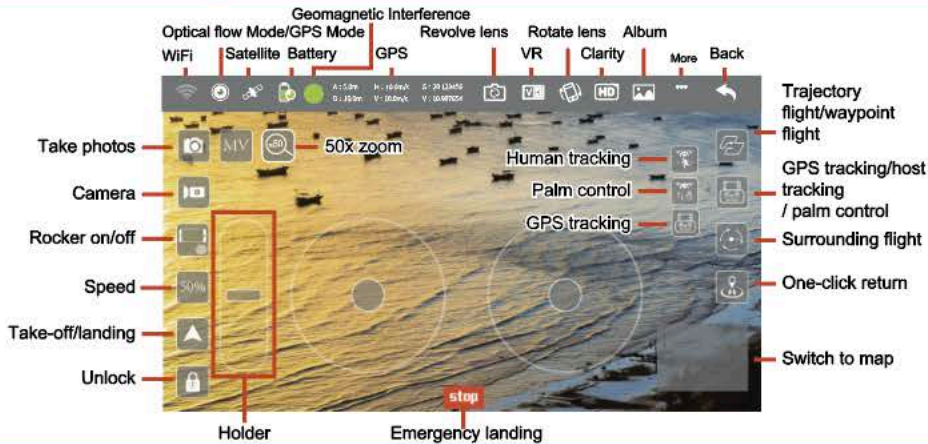 Geomagnetic Interference
Optical flow Mode/GPS Mode
Revolve lens
Rotate lens
Album
WiFi
Satellite
Battery
GPS
VR
Clarity
More
Back
HD
Trajectory
flight/waypoint
flight
Take photos
MV
x50
50x zoom
Human tracking
GPS tracking/host
tracking
/ palm control
Camera
Palm control
GPS tracking
Rocker on/off
Surrounding flight
Speed
50%
One-click return
Take-off/landing
Switch to map
Unlock
stop
Holder
Emergency landing